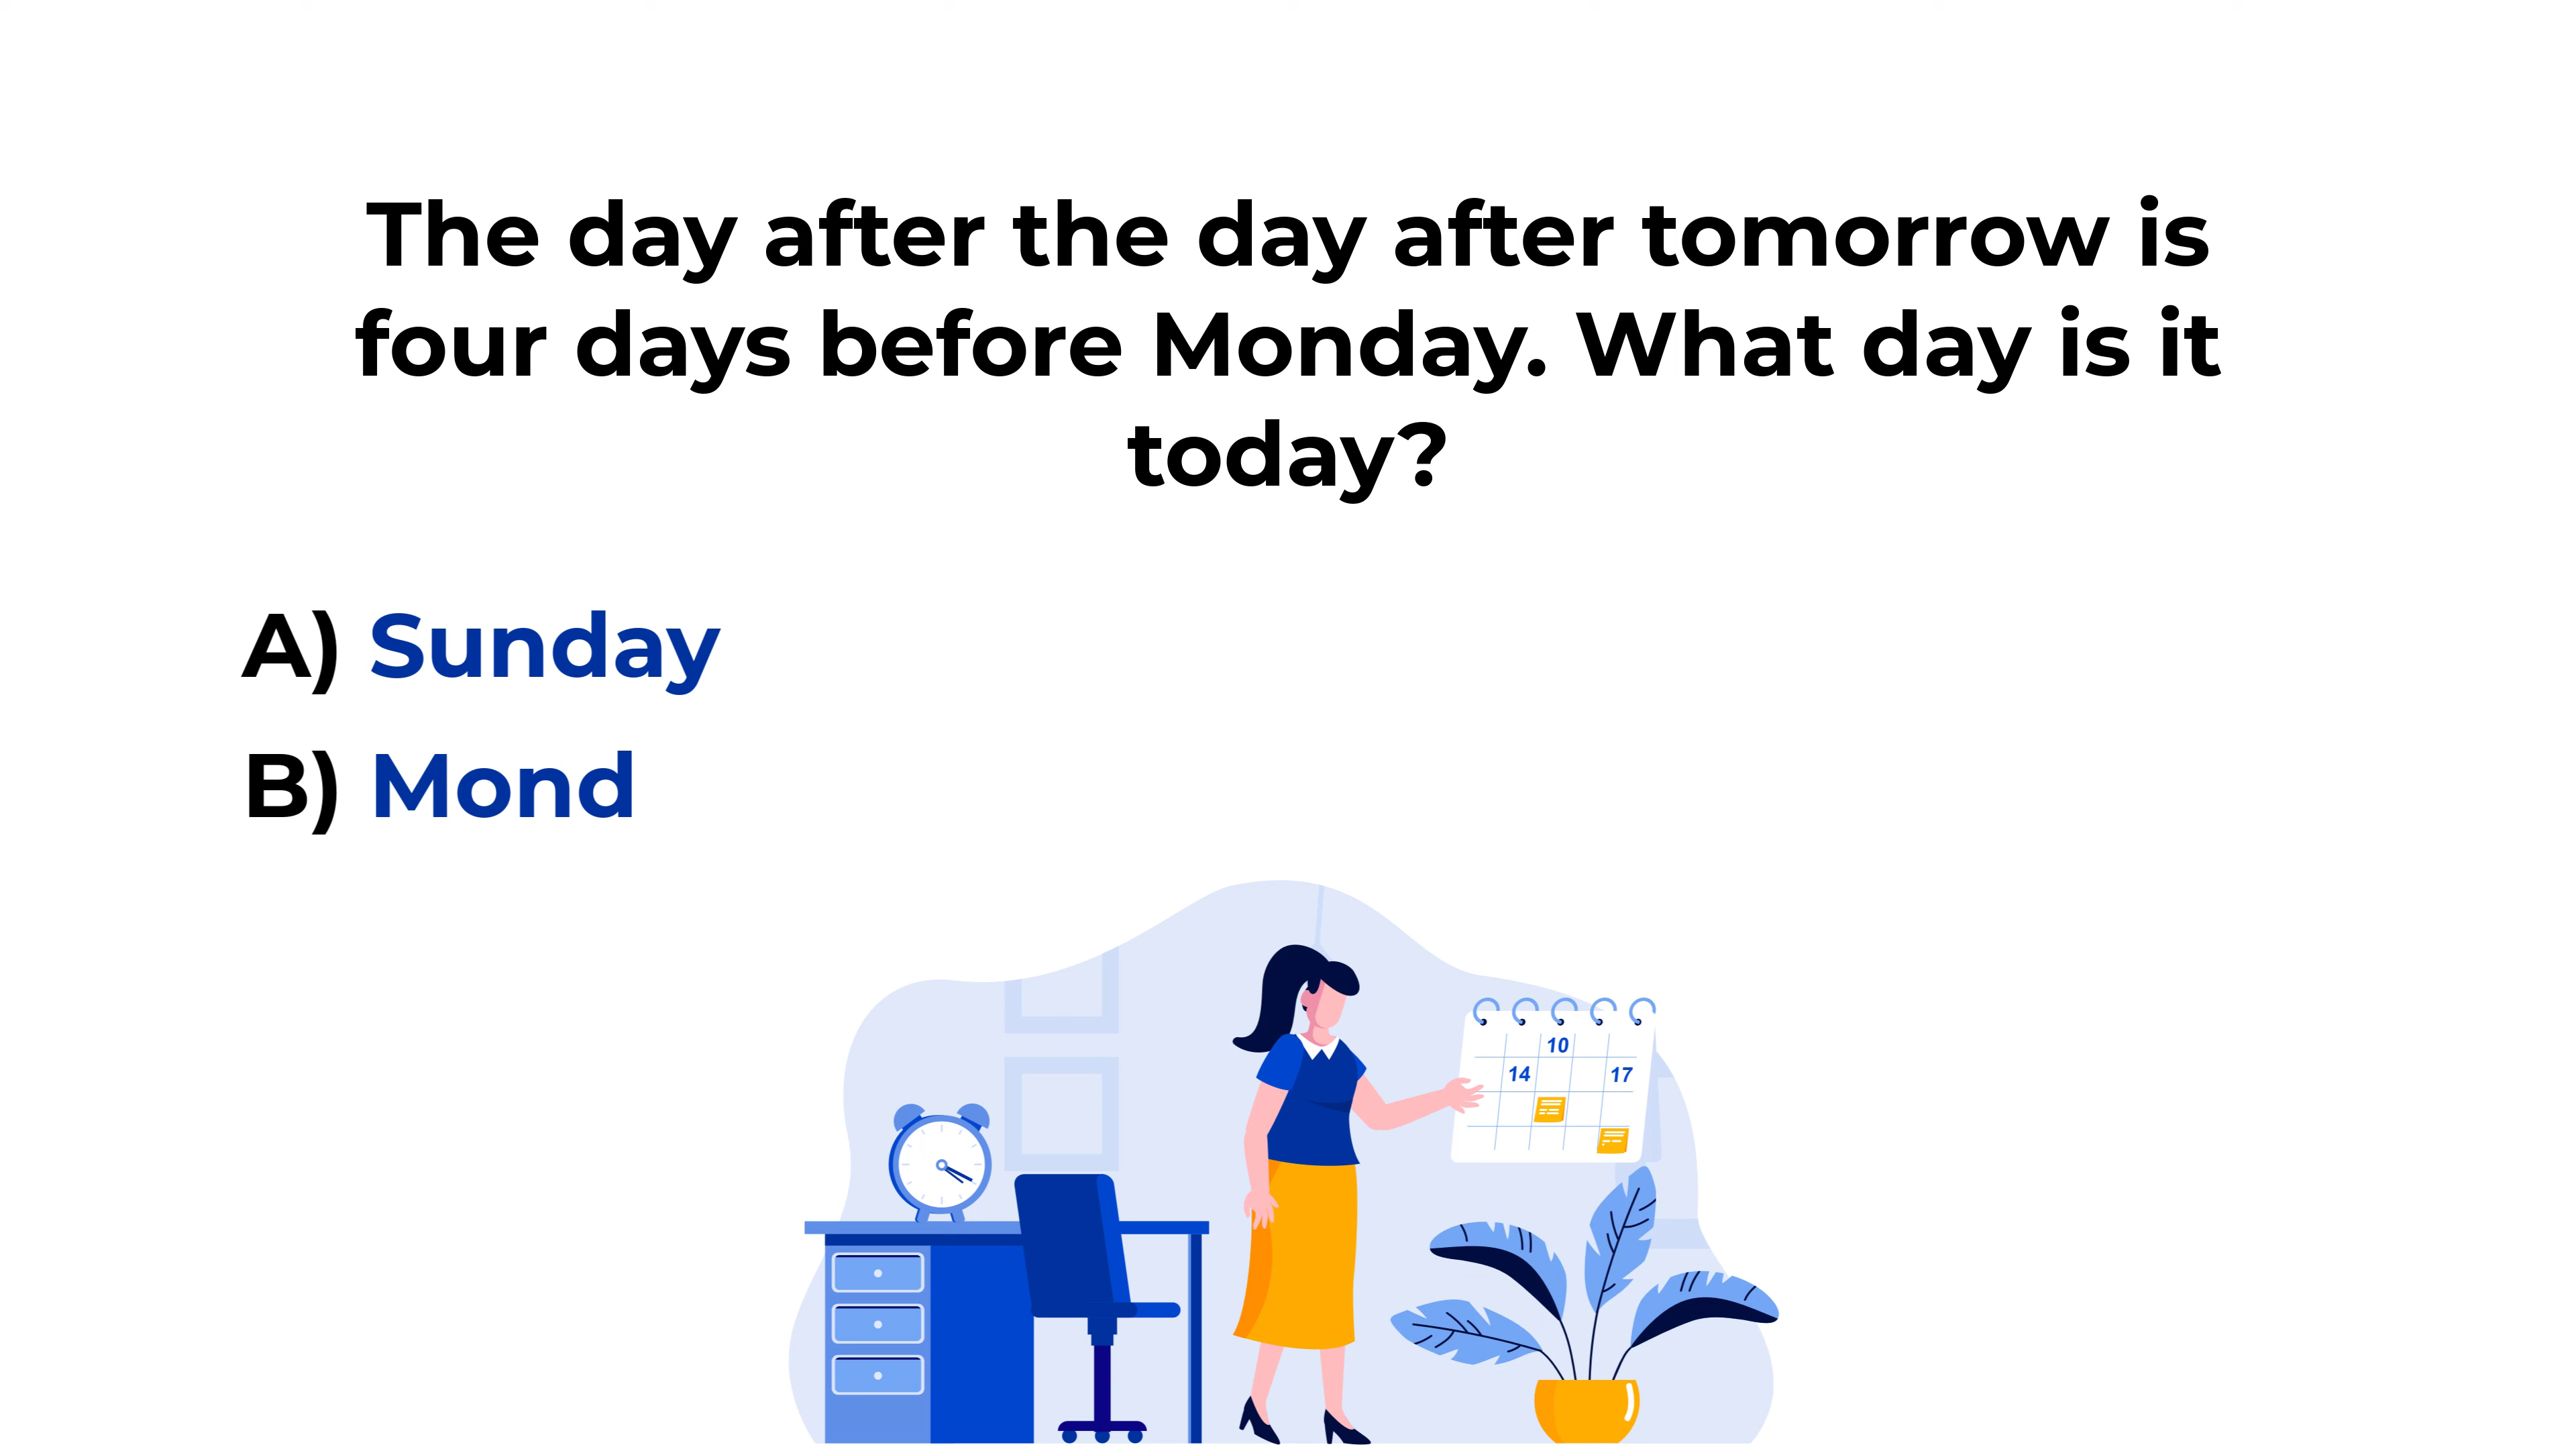 The day after the day after tomorrow is
four days before Monday. What day is it
today?
A) Sunday
B) Mond
10
14 17